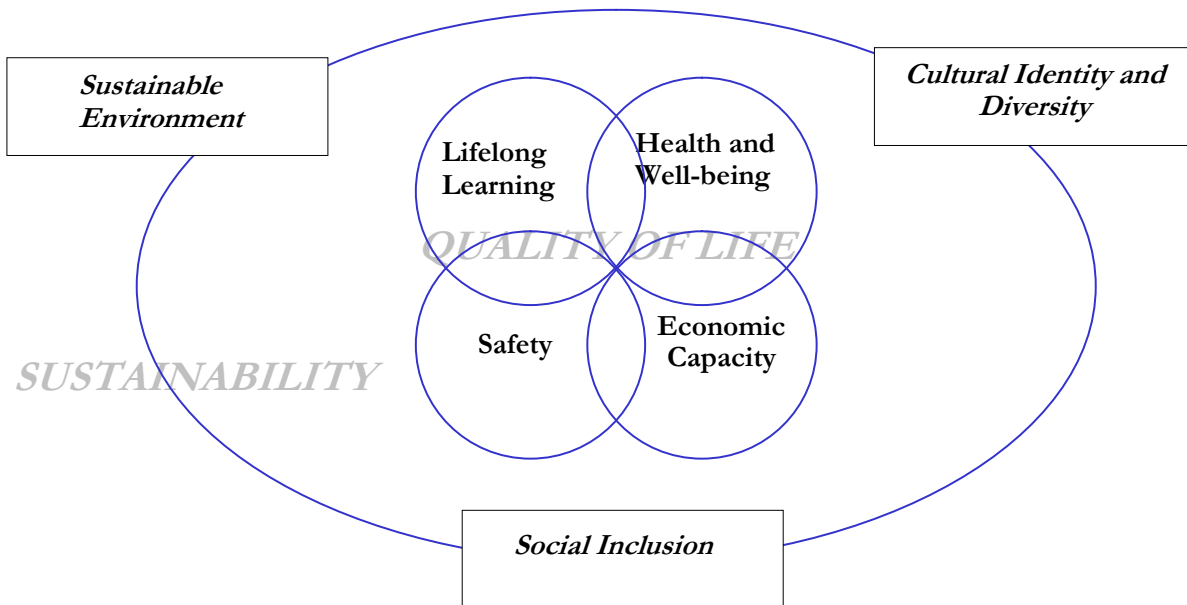 Sustainable
Environment
Cultural Identity and
Diversity
Lifelong
Learning
Health and
Well-being
QUALITY OF LIFE
Safety
Economic
Capacity
SUSTAINABILITY
Social Inclusion